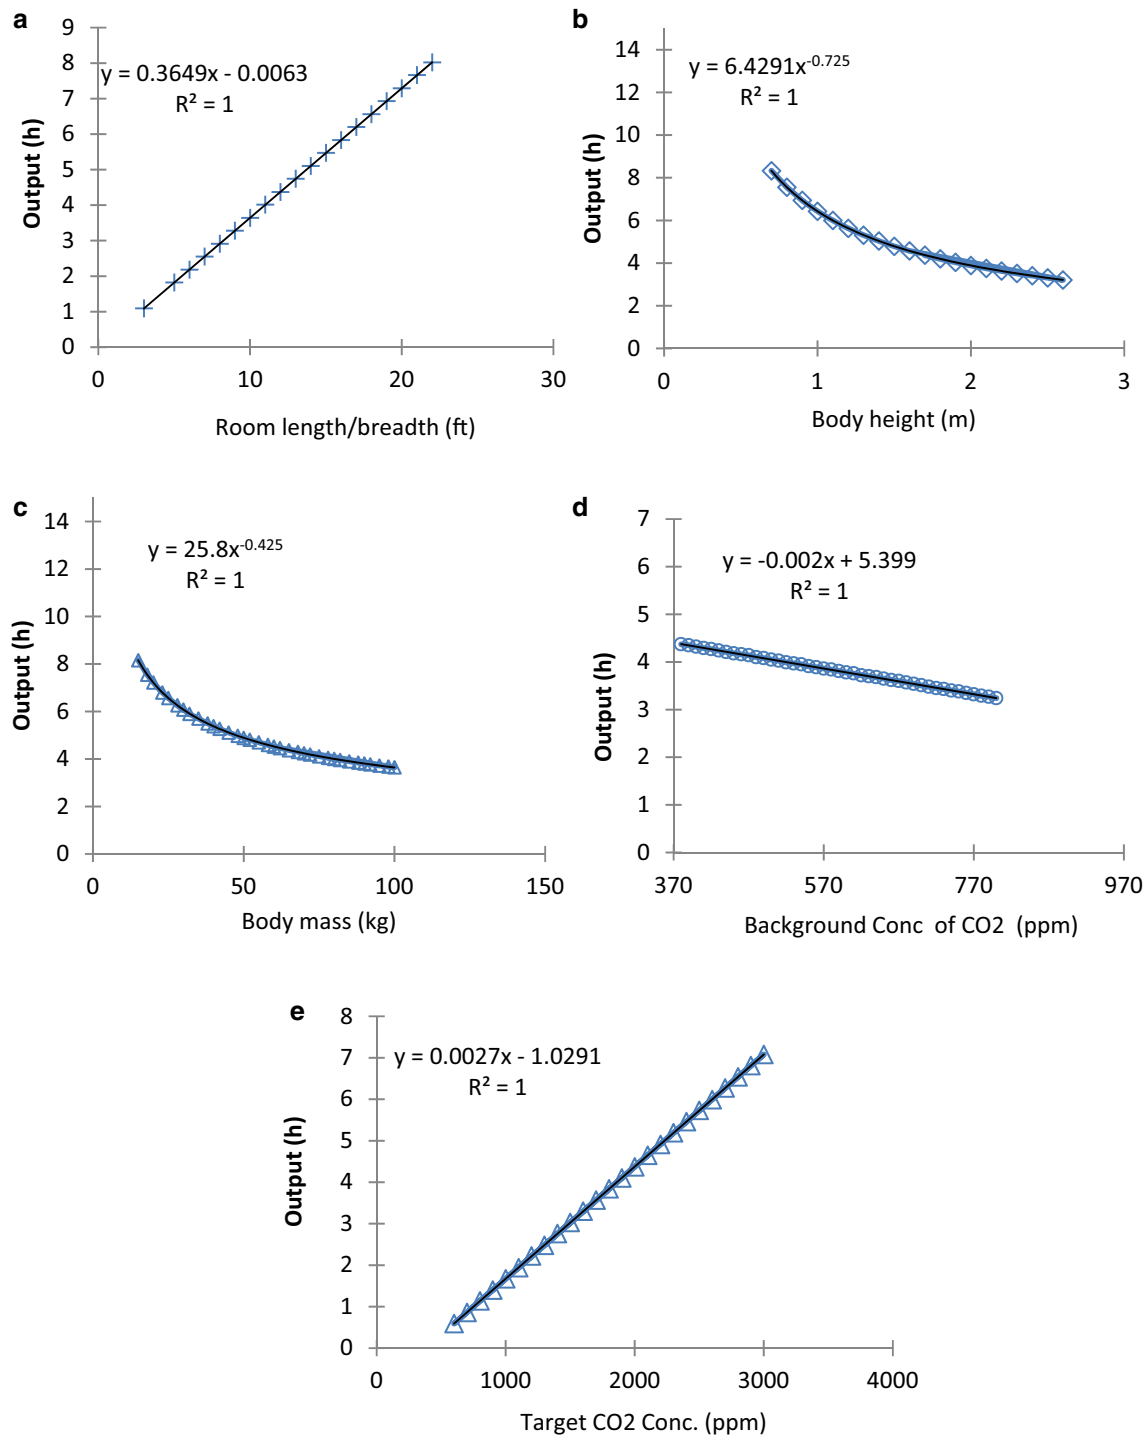 a
9
8
7
6
5
4
3
2
1
0
y = 0.3649x - 0.0063
R² = 1
Output (h)
0 10 20 30
Room length/breadth (ft)
b
14
12
10
8
6
4
2
0
y = 6.4291x^-0.725
R² = 1
Output (h)
0 1 2 3
Body height (m)
c
14
12
10
8
6
4
2
0
y = 25.8x^-0.425
R² = 1
Output (h)
0 50 100 150
Body mass (kg)
d
7
6
5
4
3
2
1
0
y = -0.002x + 5.399
R² = 1
Output (h)
370 570 770 970
Background Conc of CO2 (ppm)
e
8
7
6
5
4
3
2
1
0
y = 0.0027x - 1.0291
R² = 1
Output (h)
0 1000 2000 3000 4000
Target CO2 Conc. (ppm)